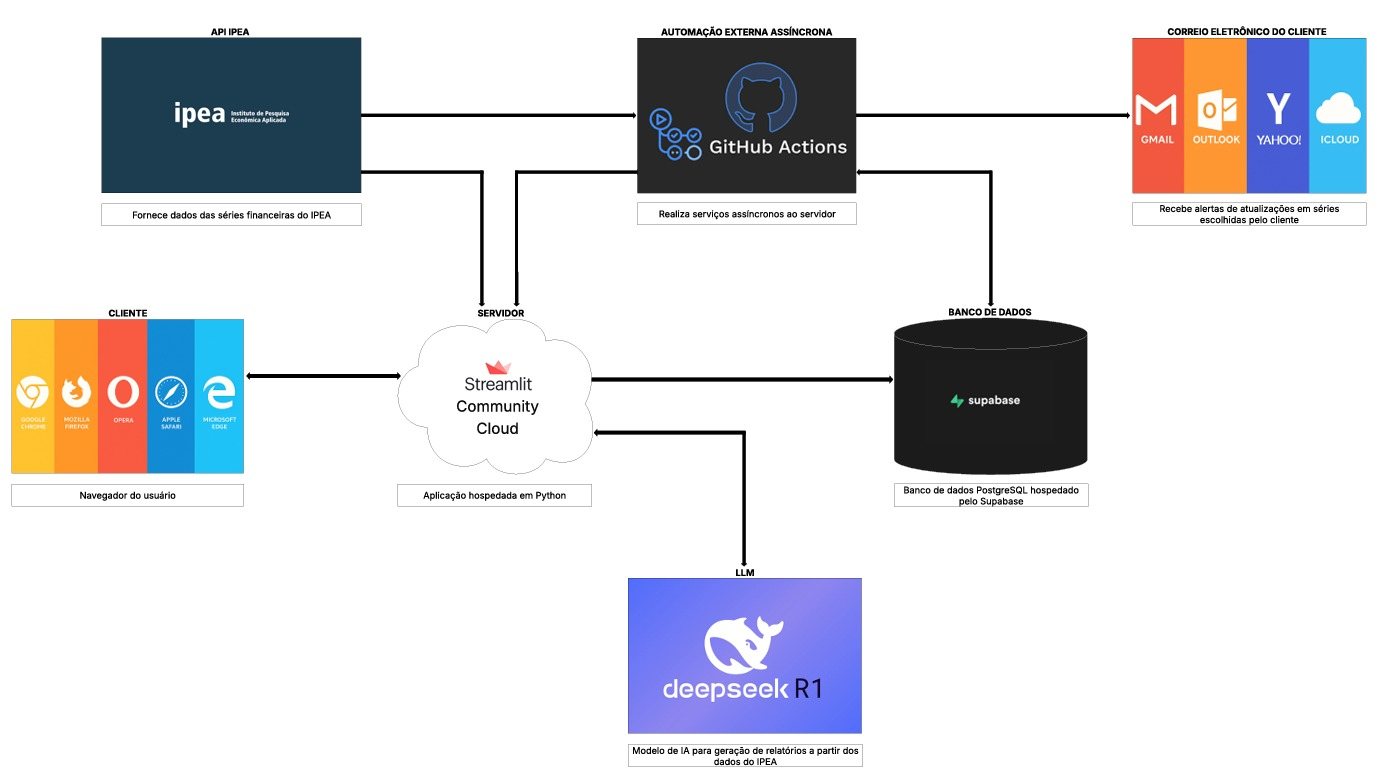 API IPEA
ipea
Instituto de Pesquisa
Econômica Aplicada
Fornece dados das séries financeiras do IPEA
AUTOMAÇÃO EXTERNA ASSÍNCRONA
GitHub Actions
Realiza serviços assíncronos ao servidor
CORREIO ELETRÔNICO DO CLIENTE
GMAIL
OUTLOOK
YAHOO!
ICLOUD
Recebe alertas de atualizações em séries
escolhidas pelo cliente
CLIENTE
GOOGLE
CHROME
MOZILLA
FIREFOX
OPERA
APPLE
SAFARI
MICROSOFT
EDGE
Navegador do usuário
SERVIDOR
Streamlit
Community
Cloud
Aplicação hospedada em Python
BANCO DE DADOS
supabase
Banco de dados PostgreSQL hospedado
pelo Supabase
LLM
deepseek R1
Modelo de IA para geração de relatórios a partir dos
dados do IPEA